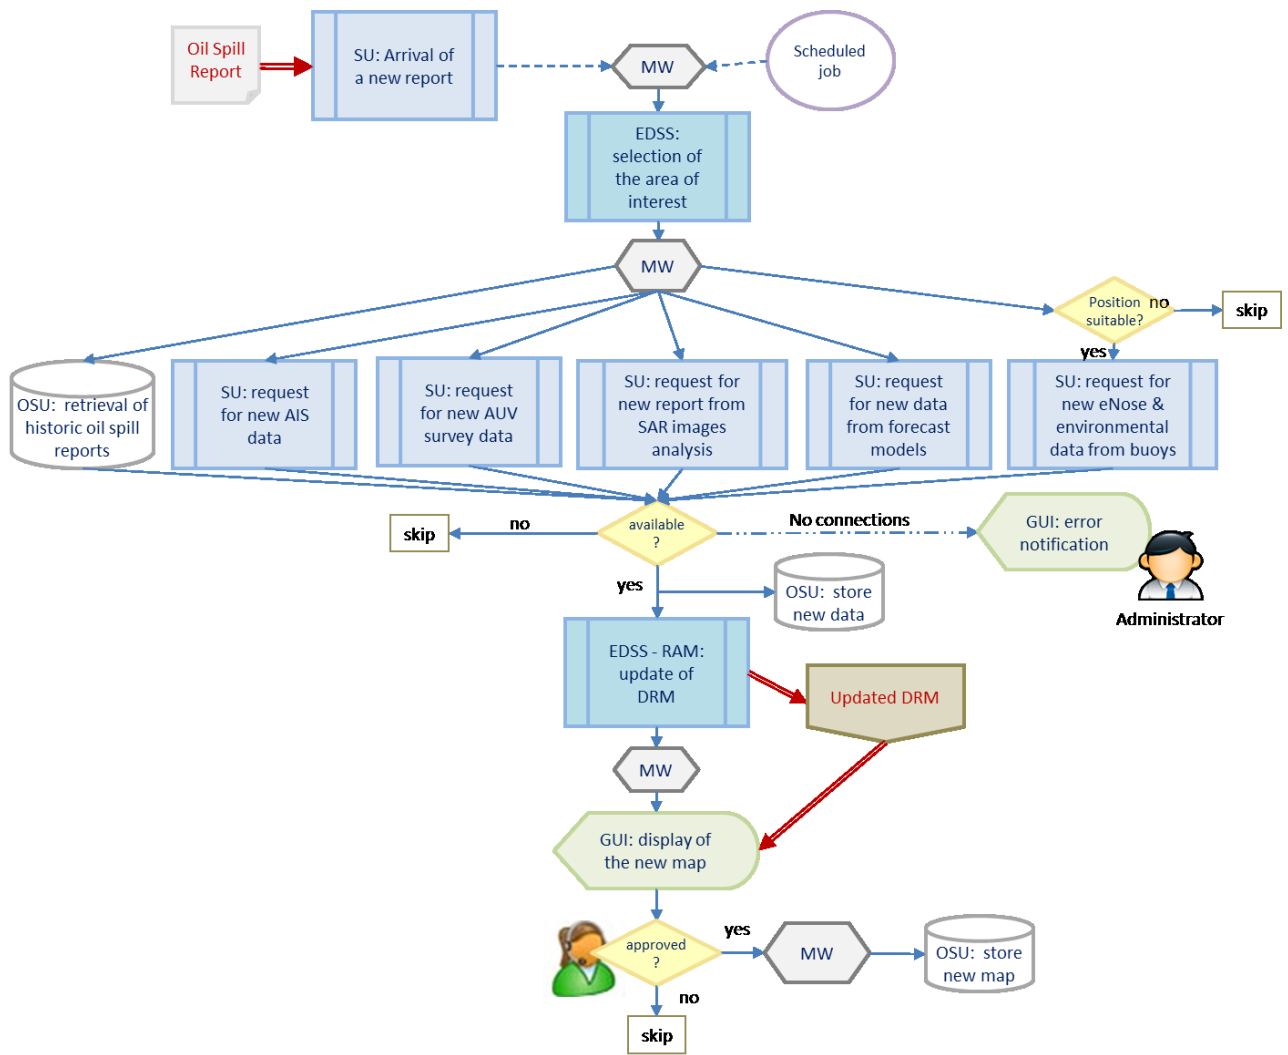 Oil Spill
Report
SU: Arrival of
a new report
MW
Scheduled
job
EDSS:
selection of
the area of
interest
MW
Position
suitable?
no
skip
yes
OSU: retrieval of
historic oil spill
reports
SU: request
for new AIS
data
SU: request
for new AUV
survey data
SU: request for
new report from
SAR images
analysis
SU: request
for new data
from forecast
models
SU: request for
new eNose &
environmental
data from buoys
skip
no
available
?
No connections
GUI: error
notification
Administrator
yes
OSU: store
new data
EDSS - RAM:
update of
DRM
Updated DRM
MW
GUI: display of
the new map
approved
?
yes
MW
OSU: store
new map
no
skip